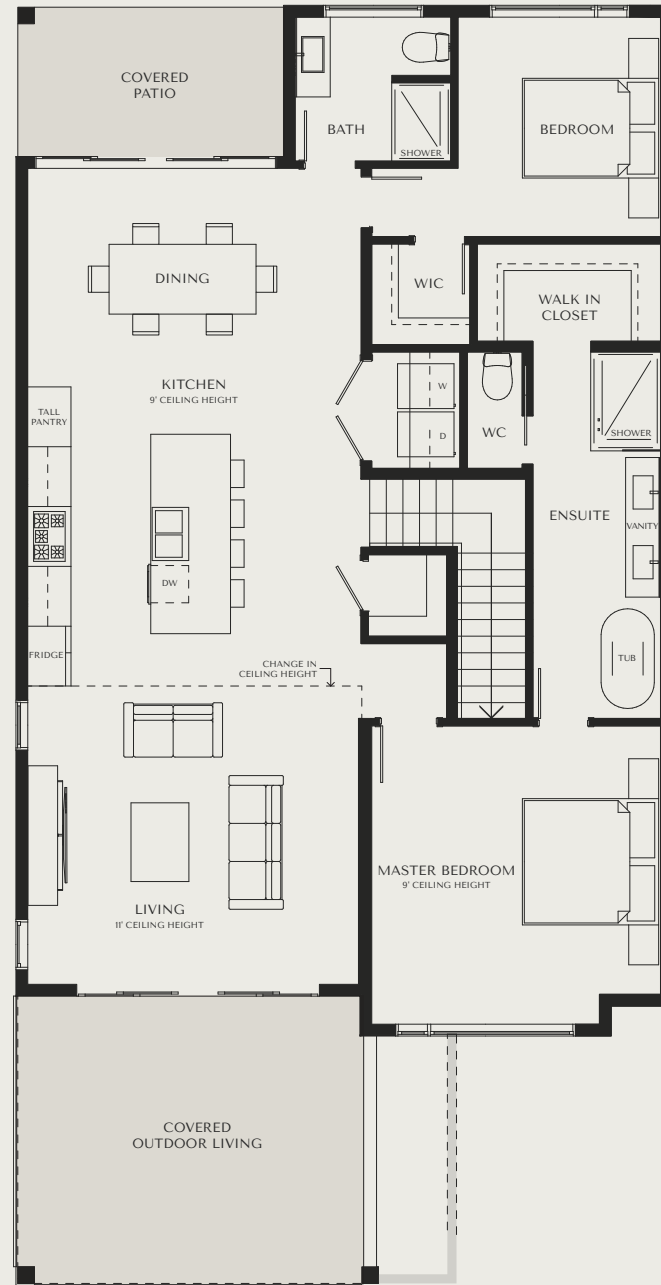 COVERED
PATIO
BATH
SHOWER
BEDROOM
DINING
WIC
WALK IN
CLOSET
KITCHEN
9' CEILING HEIGHT
TALL
PANTRY
W
D
WC
SHOWER
ENSUITE
VANITY
DW
FRIDGE
TUB
CHANGE IN
CEILING HEIGHT
MASTER BEDROOM
9' CEILING HEIGHT
LIVING
11' CEILING HEIGHT
COVERED
OUTDOOR LIVING